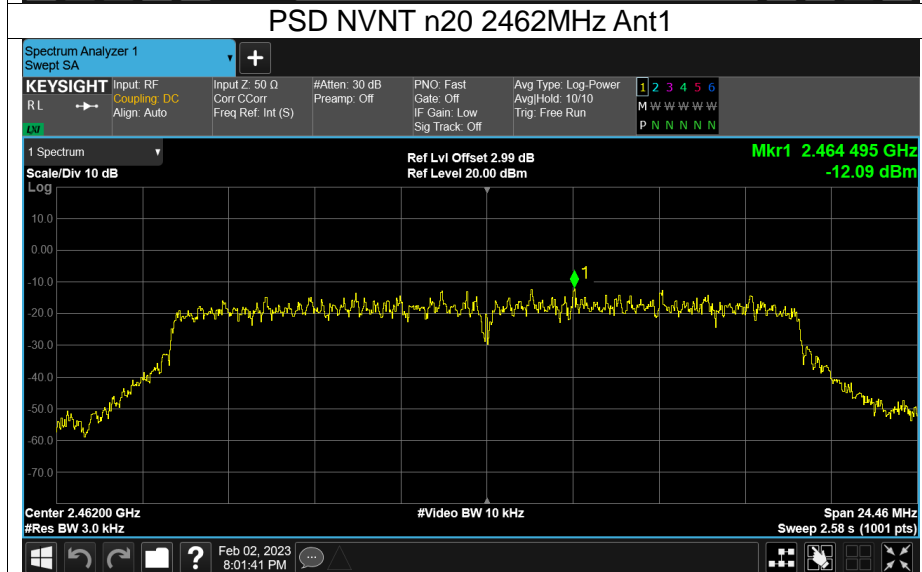 PSD NVNT n20 2462MHz Ant1
Spectrum Analyzer 1
Swept SA
+
KEYSIGHT
R L
LXI
Input: RF
Coupling: DC
Align: Auto
Input Z: 50 Ω
Corr CCorr
Freq Ref: Int (S)
#Atten: 30 dB
Preamp: Off
PNO: Fast
Gate: Off
IF Gain: Low
Sig Track: Off
Avg Type: Log-Power
Avg|Hold: 10/10
Trig: Free Run
1 2 3 4 5 6
M W W W W W
P N N N N N
1 Spectrum
Scale/Div 10 dB
Log
Ref Lvl Offset 2.99 dB
Ref Level 20.00 dBm
Mkr1 2.464 495 GHz
-12.09 dBm
10.0
0.00
-10.0
-20.0
-30.0
-40.0
-50.0
-60.0
-70.0
1
Center 2.46200 GHz
#Res BW 3.0 kHz
#Video BW 10 kHz
Span 24.46 MHz
Sweep 2.58 s (1001 pts)
?
Feb 02, 2023
8:01:41 PM